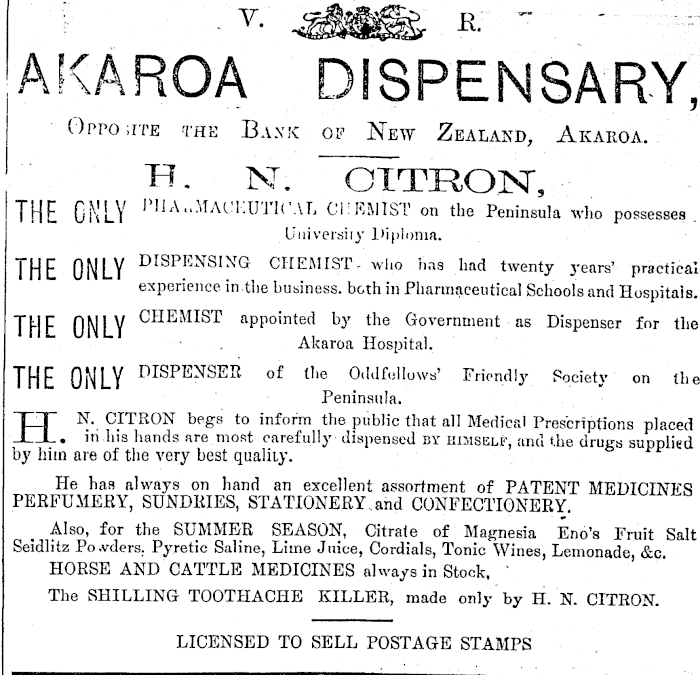 V. R.
AKAROA DISPENSARY,
OPPOSITE THE BANK OF NEW ZEALAND, AKAROA.
H. N. CITRON,
THE ONLY PHARMACEUTICAL CHEMIST on the Peninsula who possesses
University Diploma.
THE ONLY DISPENSING CHEMIST who has had twenty years' practical
experience in the business, both in Pharmaceutical Schools and Hospitals.
THE ONLY CHEMIST appointed by the Government as Dispenser for the
Akaroa Hospital.
THE ONLY DISPENSER of the Oddfellows' Friendly Society on the
Peninsula.
H. N. CITRON begs to inform the public that all Medical Prescriptions placed
in his hands are most carefully dispensed BY HIMSELF, and the drugs supplied
by him are of the very best quality.
He has always on hand an excellent assortment of PATENT MEDICINES
PERFUMERY, SUNDRIES, STATIONERY and CONFECTIONERY.
Also, for the SUMMER SEASON, Citrate of Magnesia Eno's Fruit Salt
Seidlitz Powders, Pyretic Saline, Lime Juice, Cordials, Tonic Wines, Lemonade, &c.
HORSE AND CATTLE MEDICINES always in Stock,
The SHILLING TOOTHACHE KILLER, made only by H. N. CITRON.
LICENSED TO SELL POSTAGE STAMPS